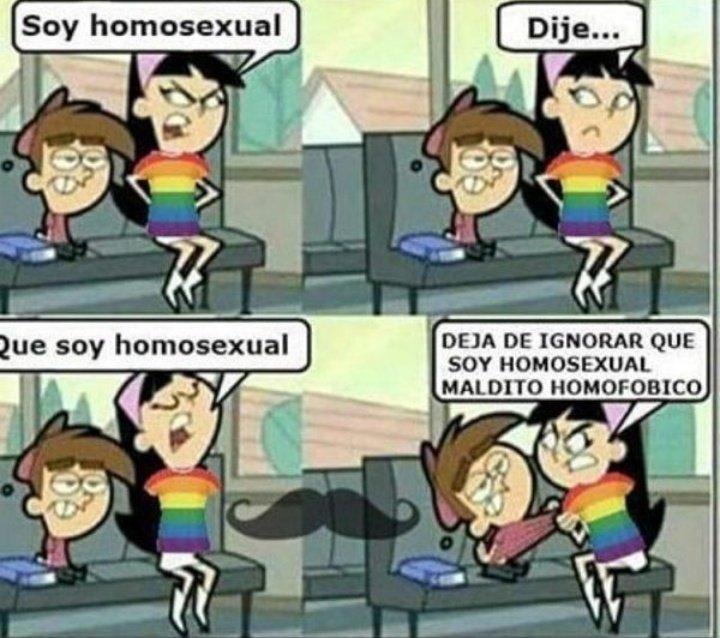 Soy homosexual
Dije...
Que soy homosexual
DEJA DE IGNORAR QUE
SOY HOMOSEXUAL
MALDITO HOMOFOBICO